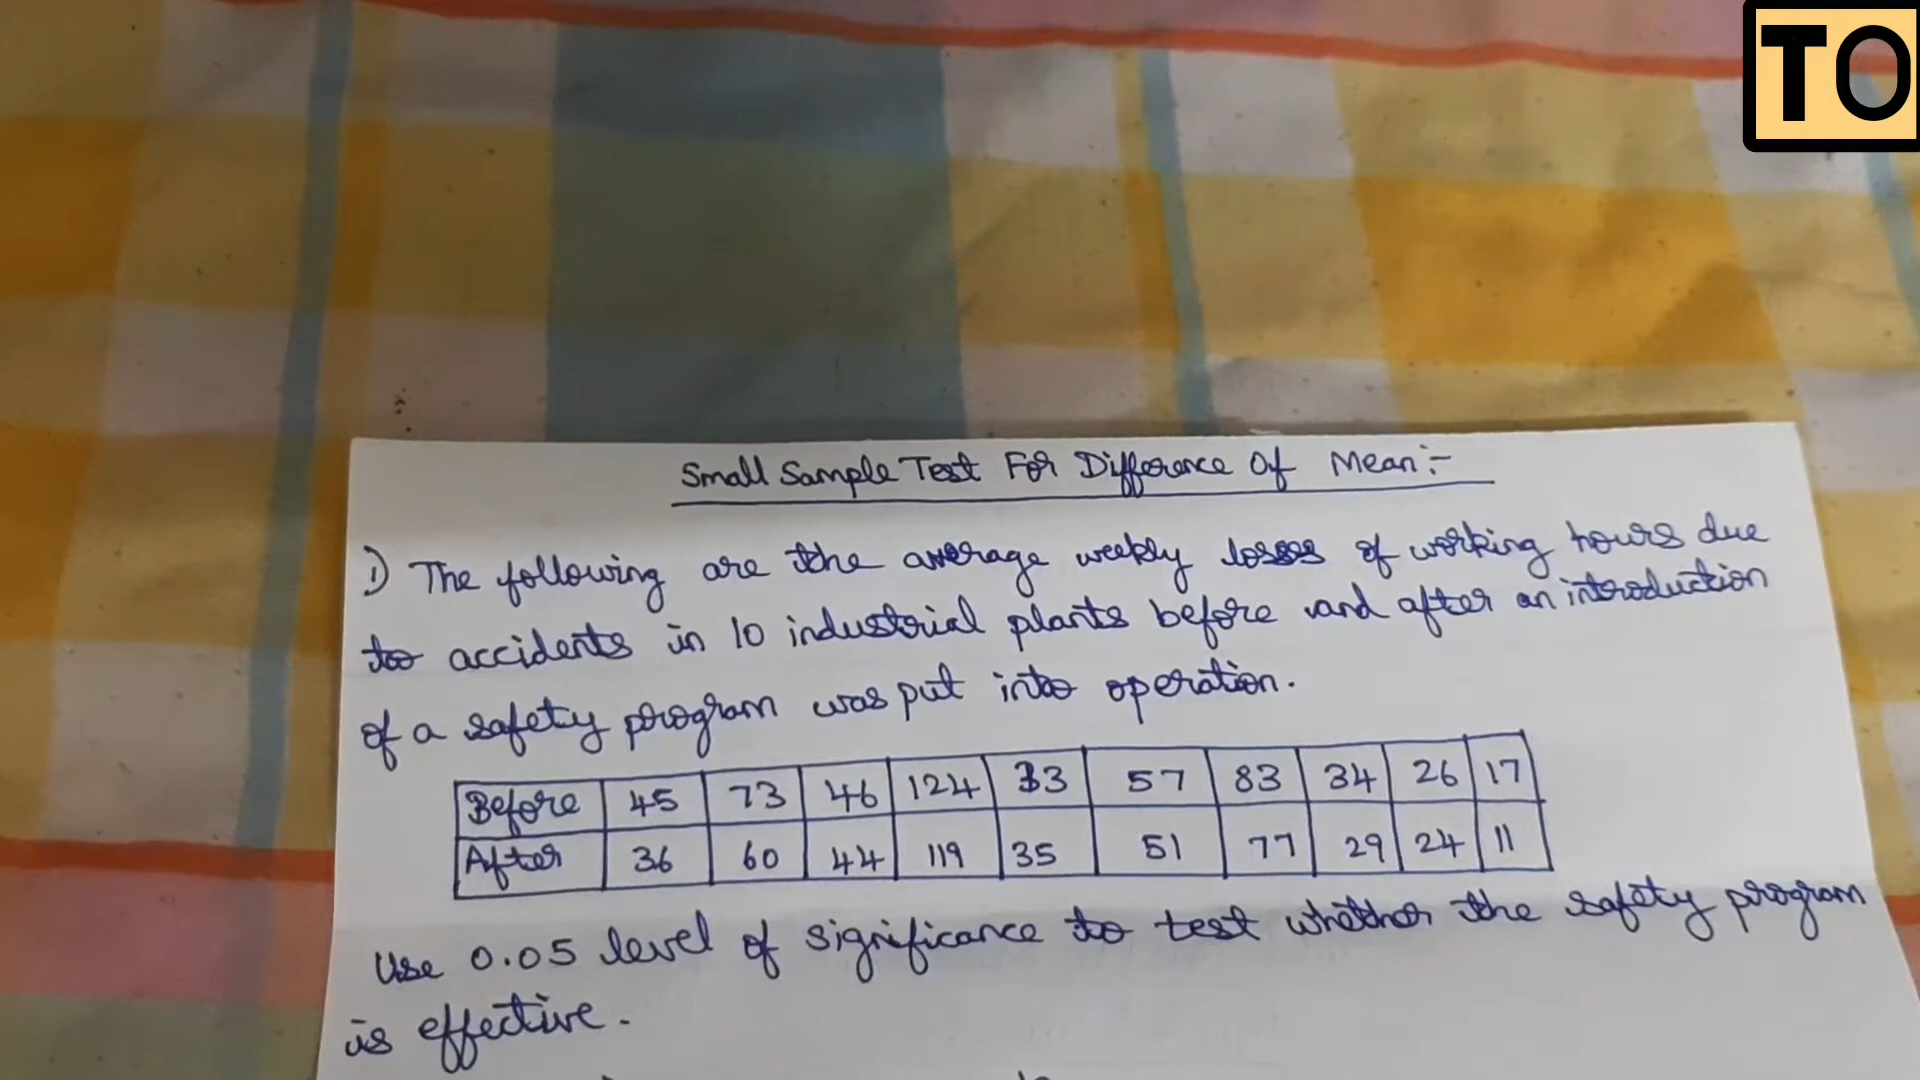 TO
Small Sample Test For Difference Of Mean:-
1) The following are the average weekly losses of working hours due
to accidents in 10 industrial plants before and after an introduction
of a safety program was put into operation.
Before 45 73 46 124 33 57 83 34 26 17
After 36 60 44 119 35 51 77 29 24 11
Use 0.05 level of significance to test whether the safety program
is effective.